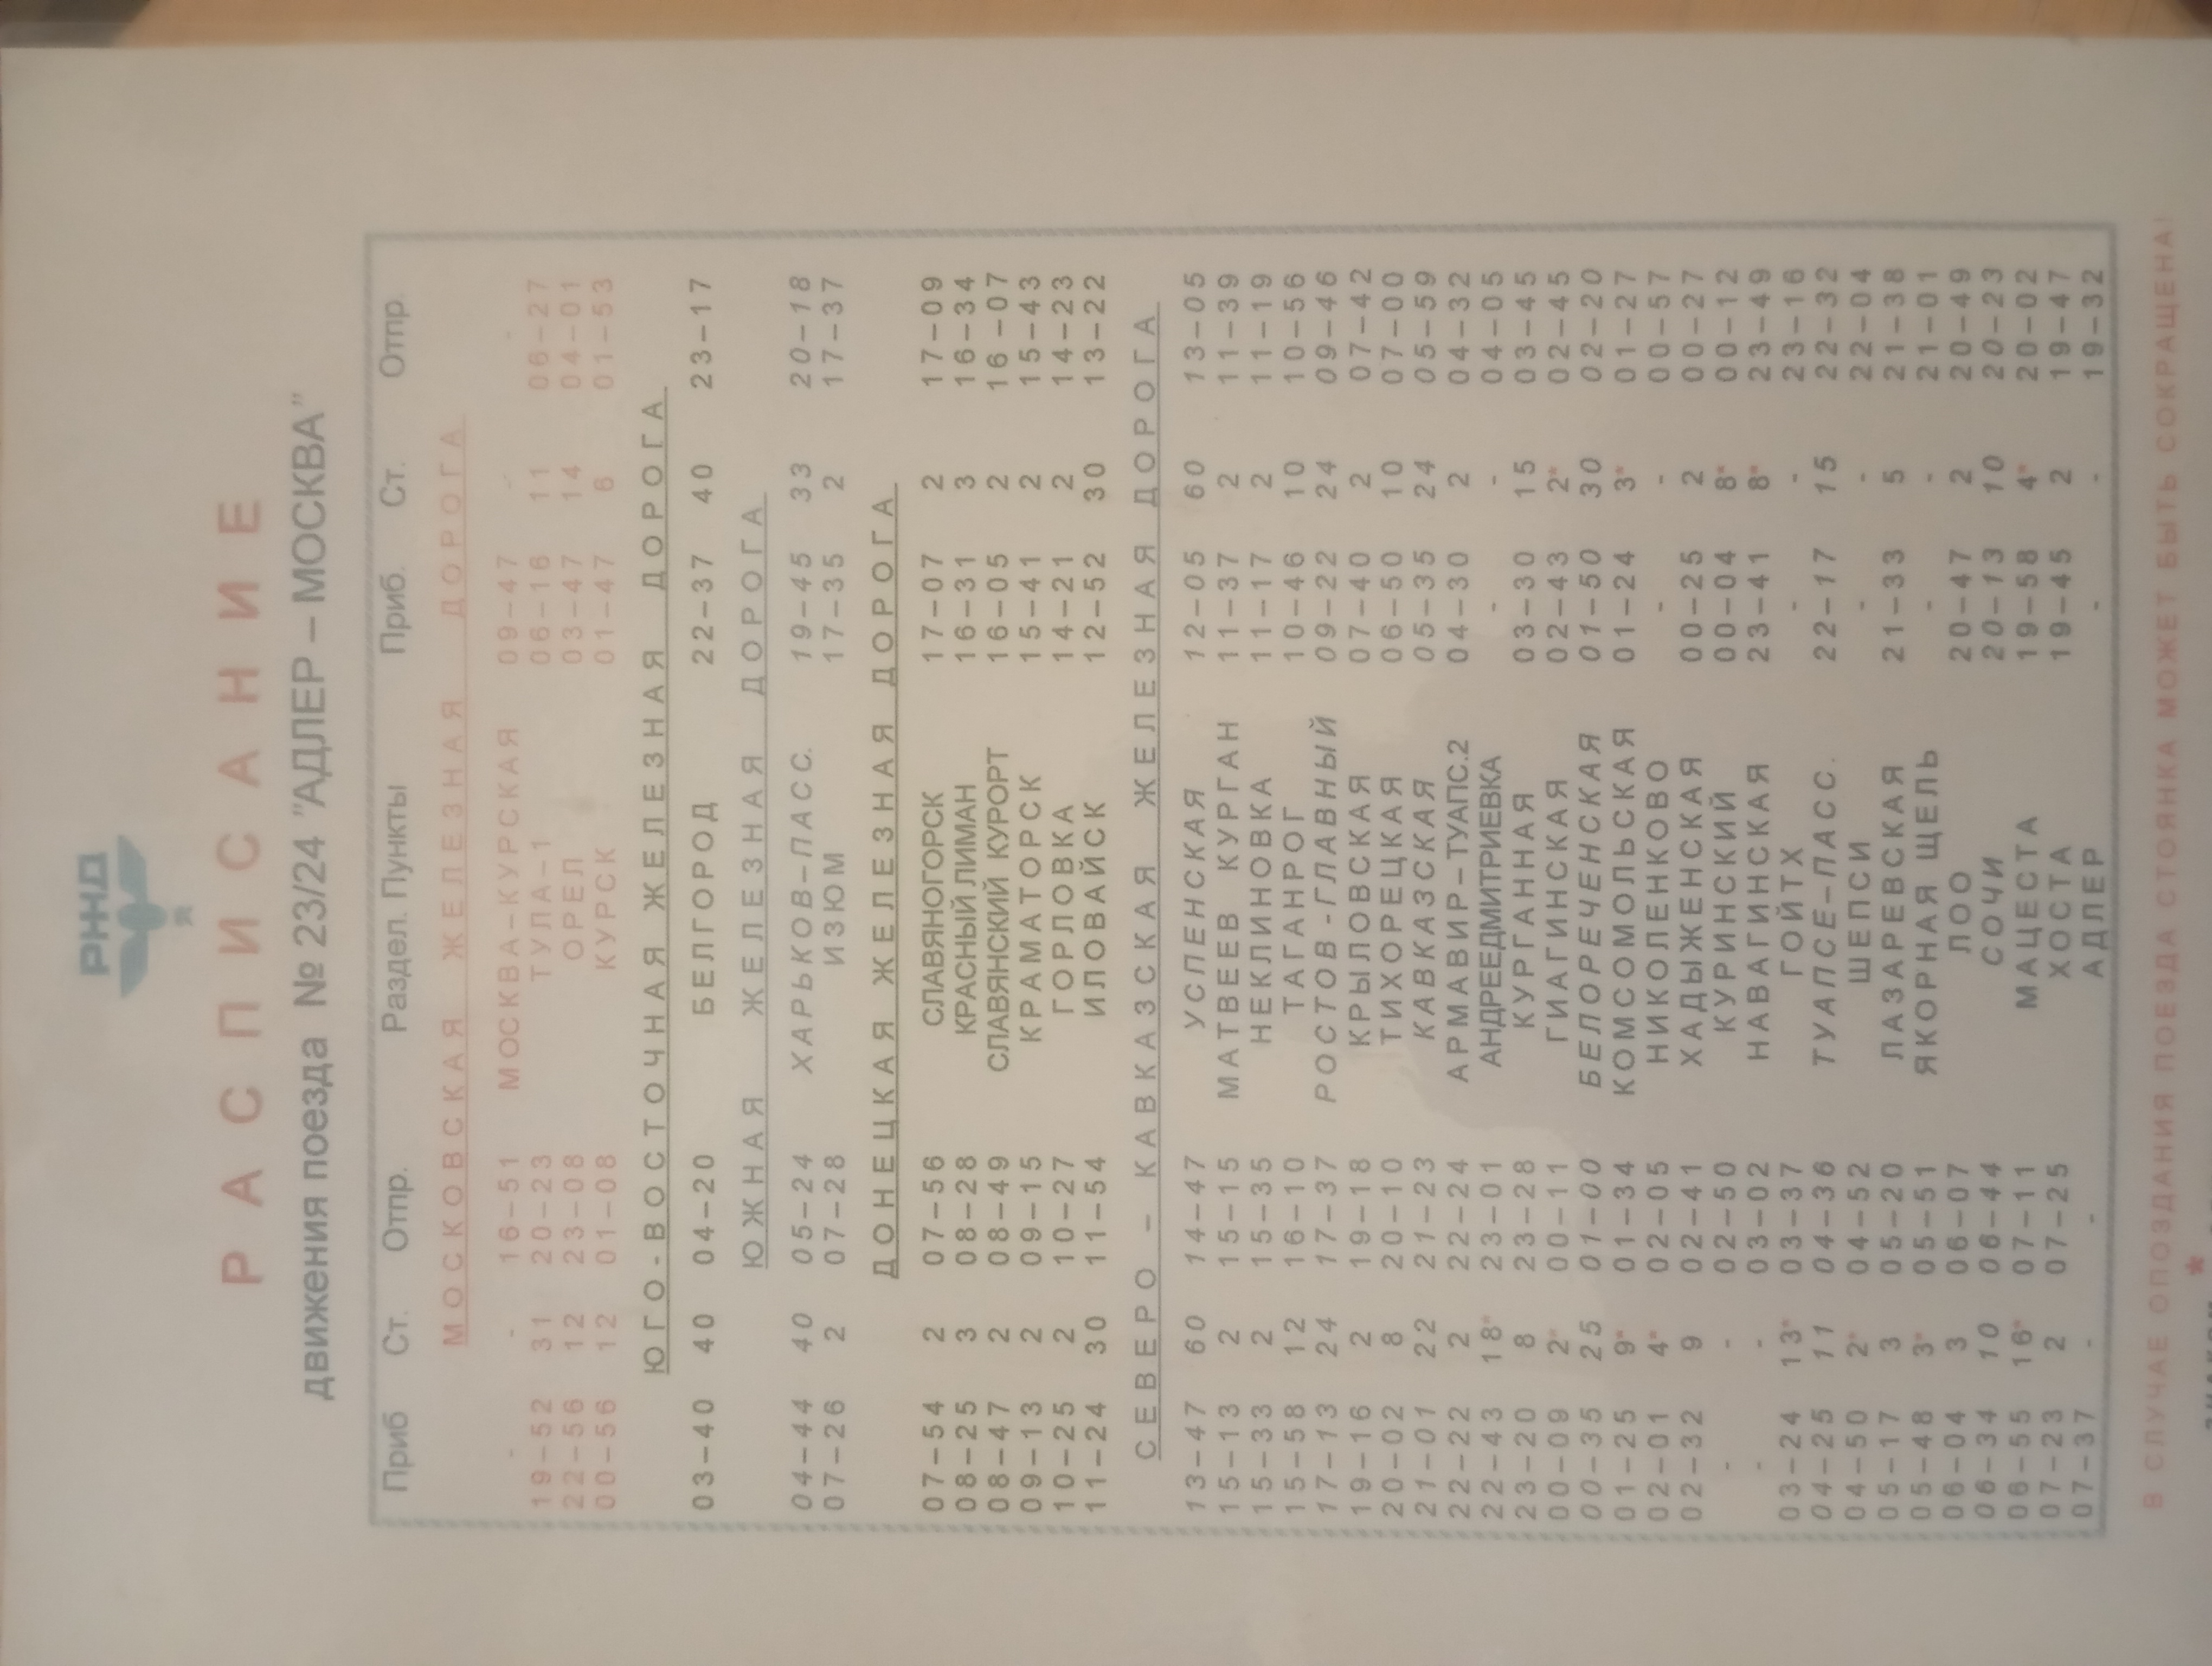 РННД
Я
РАСПИСАНИЕ
движения поезда № 23/24 "АДЛЕР – МОСКВА"
Приб Ст. Отпр. Раздел. Пункты Приб. Ст. Отпр.
МОСКОВСКАЯ ЖЕЛЕЗНАЯ ДОРОГА
- - 16–51 МОСКВА–КУРСКАЯ 09–47 - -
19–52 31 20–23 ТУЛА–1 06–16 11 06–27
22–56 12 23–08 ОРЕЛ 03–47 14 04–01
00–56 12 01–08 КУРСК 01–47 6 01–53
ЮГО-ВОСТОЧНАЯ ЖЕЛЕЗНАЯ ДОРОГА
03–40 40 04–20 БЕЛГОРОД 22–37 40 23–17
ЮЖНАЯ ЖЕЛЕЗНАЯ ДОРОГА
04–44 40 05–24 ХАРЬКОВ–ПАСС. 19–45 33 20–18
07–26 2 07–28 ИЗЮМ 17–35 2 17–37
ДОНЕЦКАЯ ЖЕЛЕЗНАЯ ДОРОГА
07–54 2 07–56 СЛАВЯНОГОРСК 17–07 2 17–09
08–25 3 08–28 КРАСНЫЙ ЛИМАН 16–31 3 16–34
08–47 2 08–49 СЛАВЯНСКИЙ КУРОРТ 16–05 2 16–07
09–13 2 09–15 КРАМАТОРСК 15–41 2 15–43
10–25 2 10–27 ГОРЛОВКА 14–21 2 14–23
11–24 30 11–54 ИЛОВАЙСК 12–52 30 13–22
СЕВЕРО - КАВКАЗСКАЯ ЖЕЛЕЗНАЯ ДОРОГА
13–47 60 14–47 УСПЕНСКАЯ 12–05 60 13–05
15–13 2 15–15 МАТВЕЕВ КУРГАН 11–37 2 11–39
15–33 2 15–35 НЕКЛИНОВКА 11–17 2 11–19
15–58 12 16–10 ТАГАНРОГ 10–46 10 10–56
17–13 24 17–37 РОСТОВ-ГЛАВНЫЙ 09–22 24 09–46
19–16 2 19–18 КРЫЛОВСКАЯ 07–40 2 07–42
20–02 8 20–10 ТИХОРЕЦКАЯ 06–50 10 07–00
21–01 22 21–23 КАВКАЗСКАЯ 05–35 24 05–59
22–22 2 22–24 АРМАВИР–ТУАПС.2 04–30 2 04–32
22–43 18* 23–01 АНДРЕЕДМИТРИЕВКА - - 04–05
23–20 8 23–28 КУРГАННАЯ 03–30 15 03–45
00–09 2* 00–11 ГИАГИНСКАЯ 02–43 2* 02–45
00–35 25 01–00 БЕЛОРЕЧЕНСКАЯ 01–50 30 02–20
01–25 9* 01–34 КОМСОМОЛЬСКАЯ 01–24 3* 01–27
02–01 4* 02–05 НИКОЛЕНКОВО - - 00–57
02–32 9 02–41 ХАДЫЖЕНСКАЯ 00–25 2 00–27
- - 02–50 КУРИНСКИЙ 00–04 8* 00–12
- - 03–02 НАВАГИНСКАЯ 23–41 8* 23–49
03–24 13* 03–37 ГОЙТХ - - 23–16
04–25 11 04–36 ТУАПСЕ–ПАСС. 22–17 15 22–32
04–50 2* 04–52 ШЕПСИ - - 22–04
05–17 3 05–20 ЛАЗАРЕВСКАЯ 21–33 5 21–38
05–48 3* 05–51 ЯКОРНАЯ ЩЕЛЬ - - 21–01
06–04 3 06–07 ЛОО 20–47 2 20–49
06–34 10 06–44 СОЧИ 20–13 10 20–23
06–55 16* 07–11 МАЦЕСТА 19–58 4* 20–02
07–23 2 07–25 ХОСТА 19–45 2 19–47
07–37 - - АДЛЕР - - 19–32
В СЛУЧАЕ ОПОЗДАНИЯ ПОЕЗДА СТОЯНКА МОЖЕТ БЫТЬ СОКРАЩЕНА!
*